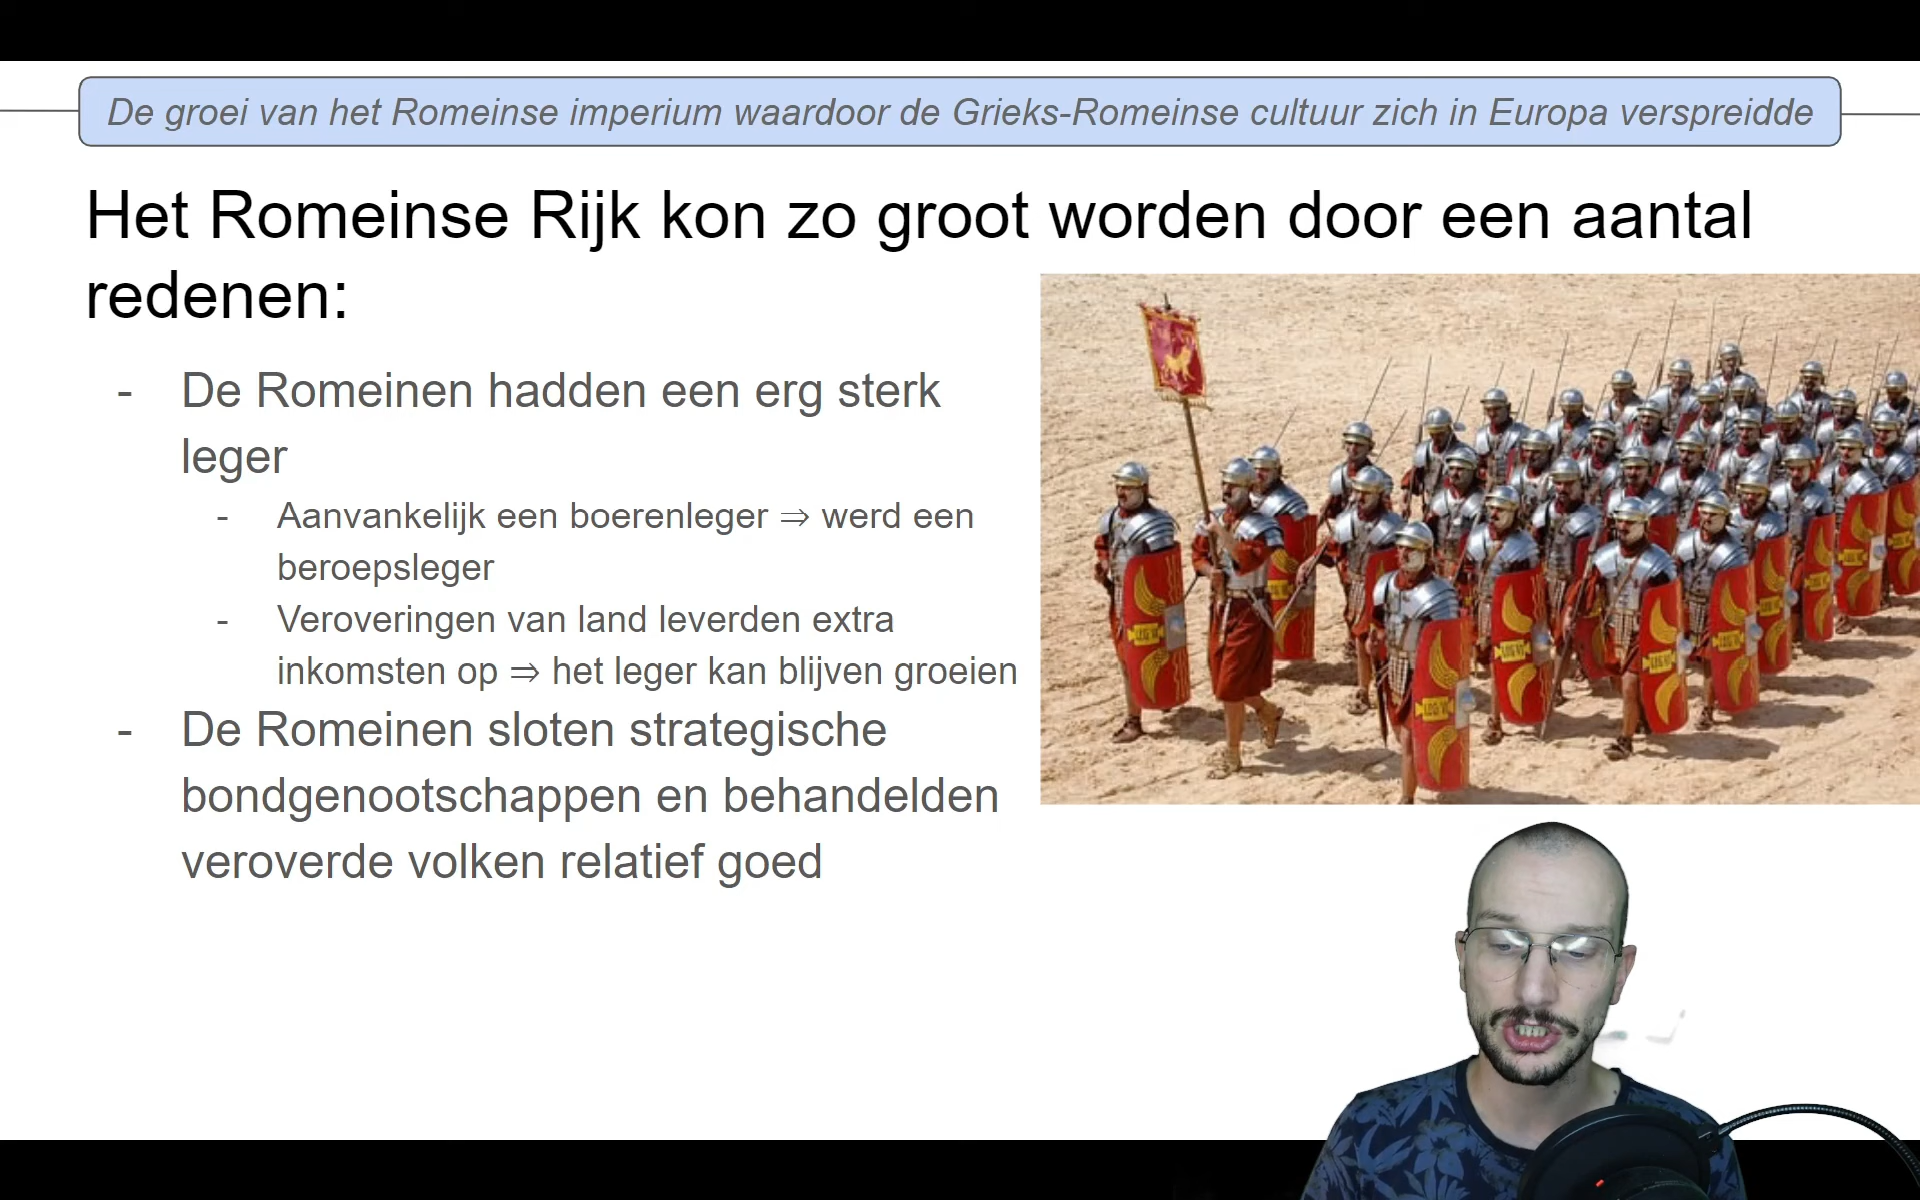 De groei van het Romeinse imperium waardoor de Grieks-Romeinse cultuur zich in Europa verspreidde
Het Romeinse Rijk kon zo groot worden door een aantal
redenen:
- De Romeinen hadden een erg sterk
leger
- Aanvankelijk een boerenleger ⇒ werd een
beroepsleger
- Veroveringen van land leverden extra
inkomsten op ⇒ het leger kan blijven groeien
- De Romeinen sloten strategische
bondgenootschappen en behandelden
veroverde volken relatief goed